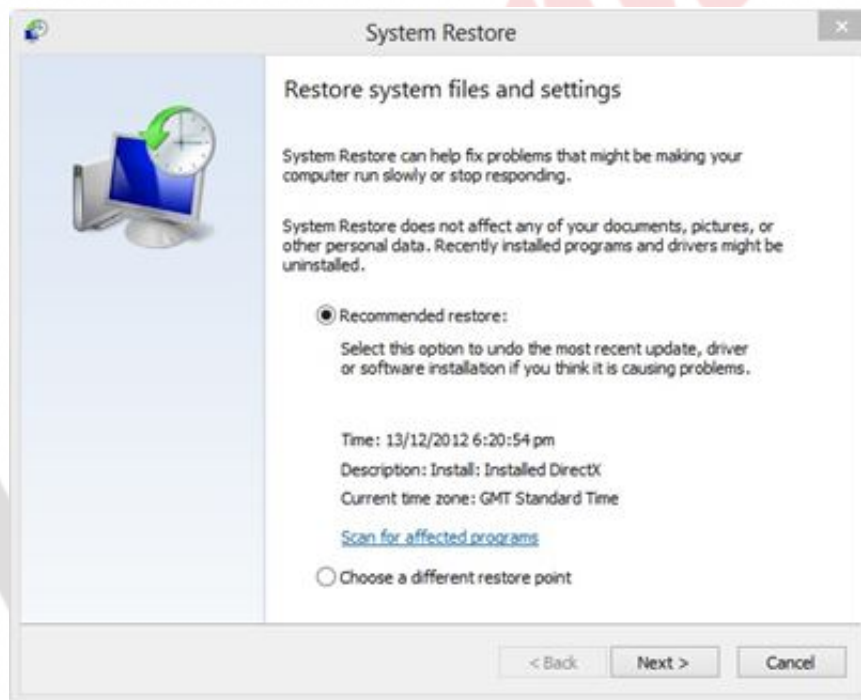 System Restore
Restore system files and settings
System Restore can help fix problems that might be making your
computer run slowly or stop responding.
System Restore does not affect any of your documents, pictures, or
other personal data. Recently installed programs and drivers might be
uninstalled.
Recommended restore:
Select this option to undo the most recent update, driver
or software installation if you think it is causing problems.
Time: 13/12/2012 6:20:54 pm
Description: Install: Installed DirectX
Current time zone: GMT Standard Time
Scan for affected programs
Choose a different restore point
< Back Next > Cancel